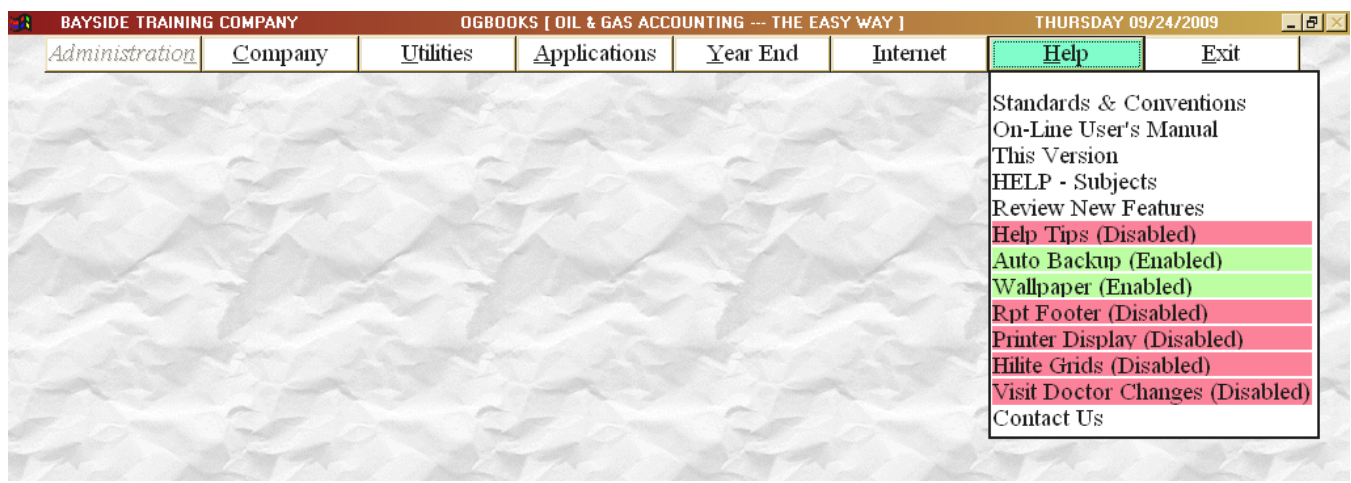 BAYSIDE TRAINING COMPANY OGBOOKS [ OIL & GAS ACCOUNTING --- THE EASY WAY ] THURSDAY 09/24/2009
Administration Company Utilities Applications Year End Internet Help Exit
Standards & Conventions
On-Line User's Manual
This Version
HELP - Subjects
Review New Features
Help Tips (Disabled)
Auto Backup (Enabled)
Wallpaper (Enabled)
Rpt Footer (Disabled)
Printer Display (Disabled)
Hilite Grids (Disabled)
Visit Doctor Changes (Disabled)
Contact Us